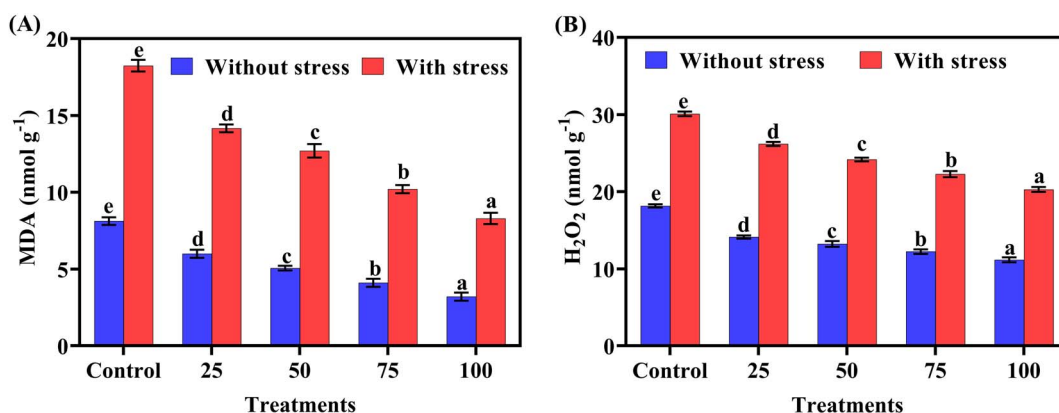 (A)
MDA (nmol g⁻¹)
20
15
10
5
0
Without stress
With stress
e
e
d
d
c
c
b
b
a
a
Control 25 50 75 100
Treatments
(B)
H₂O₂ (nmol g⁻¹)
40
30
20
10
0
Without stress
With stress
e
e
d
d
c
c
b
b
a
a
Control 25 50 75 100
Treatments